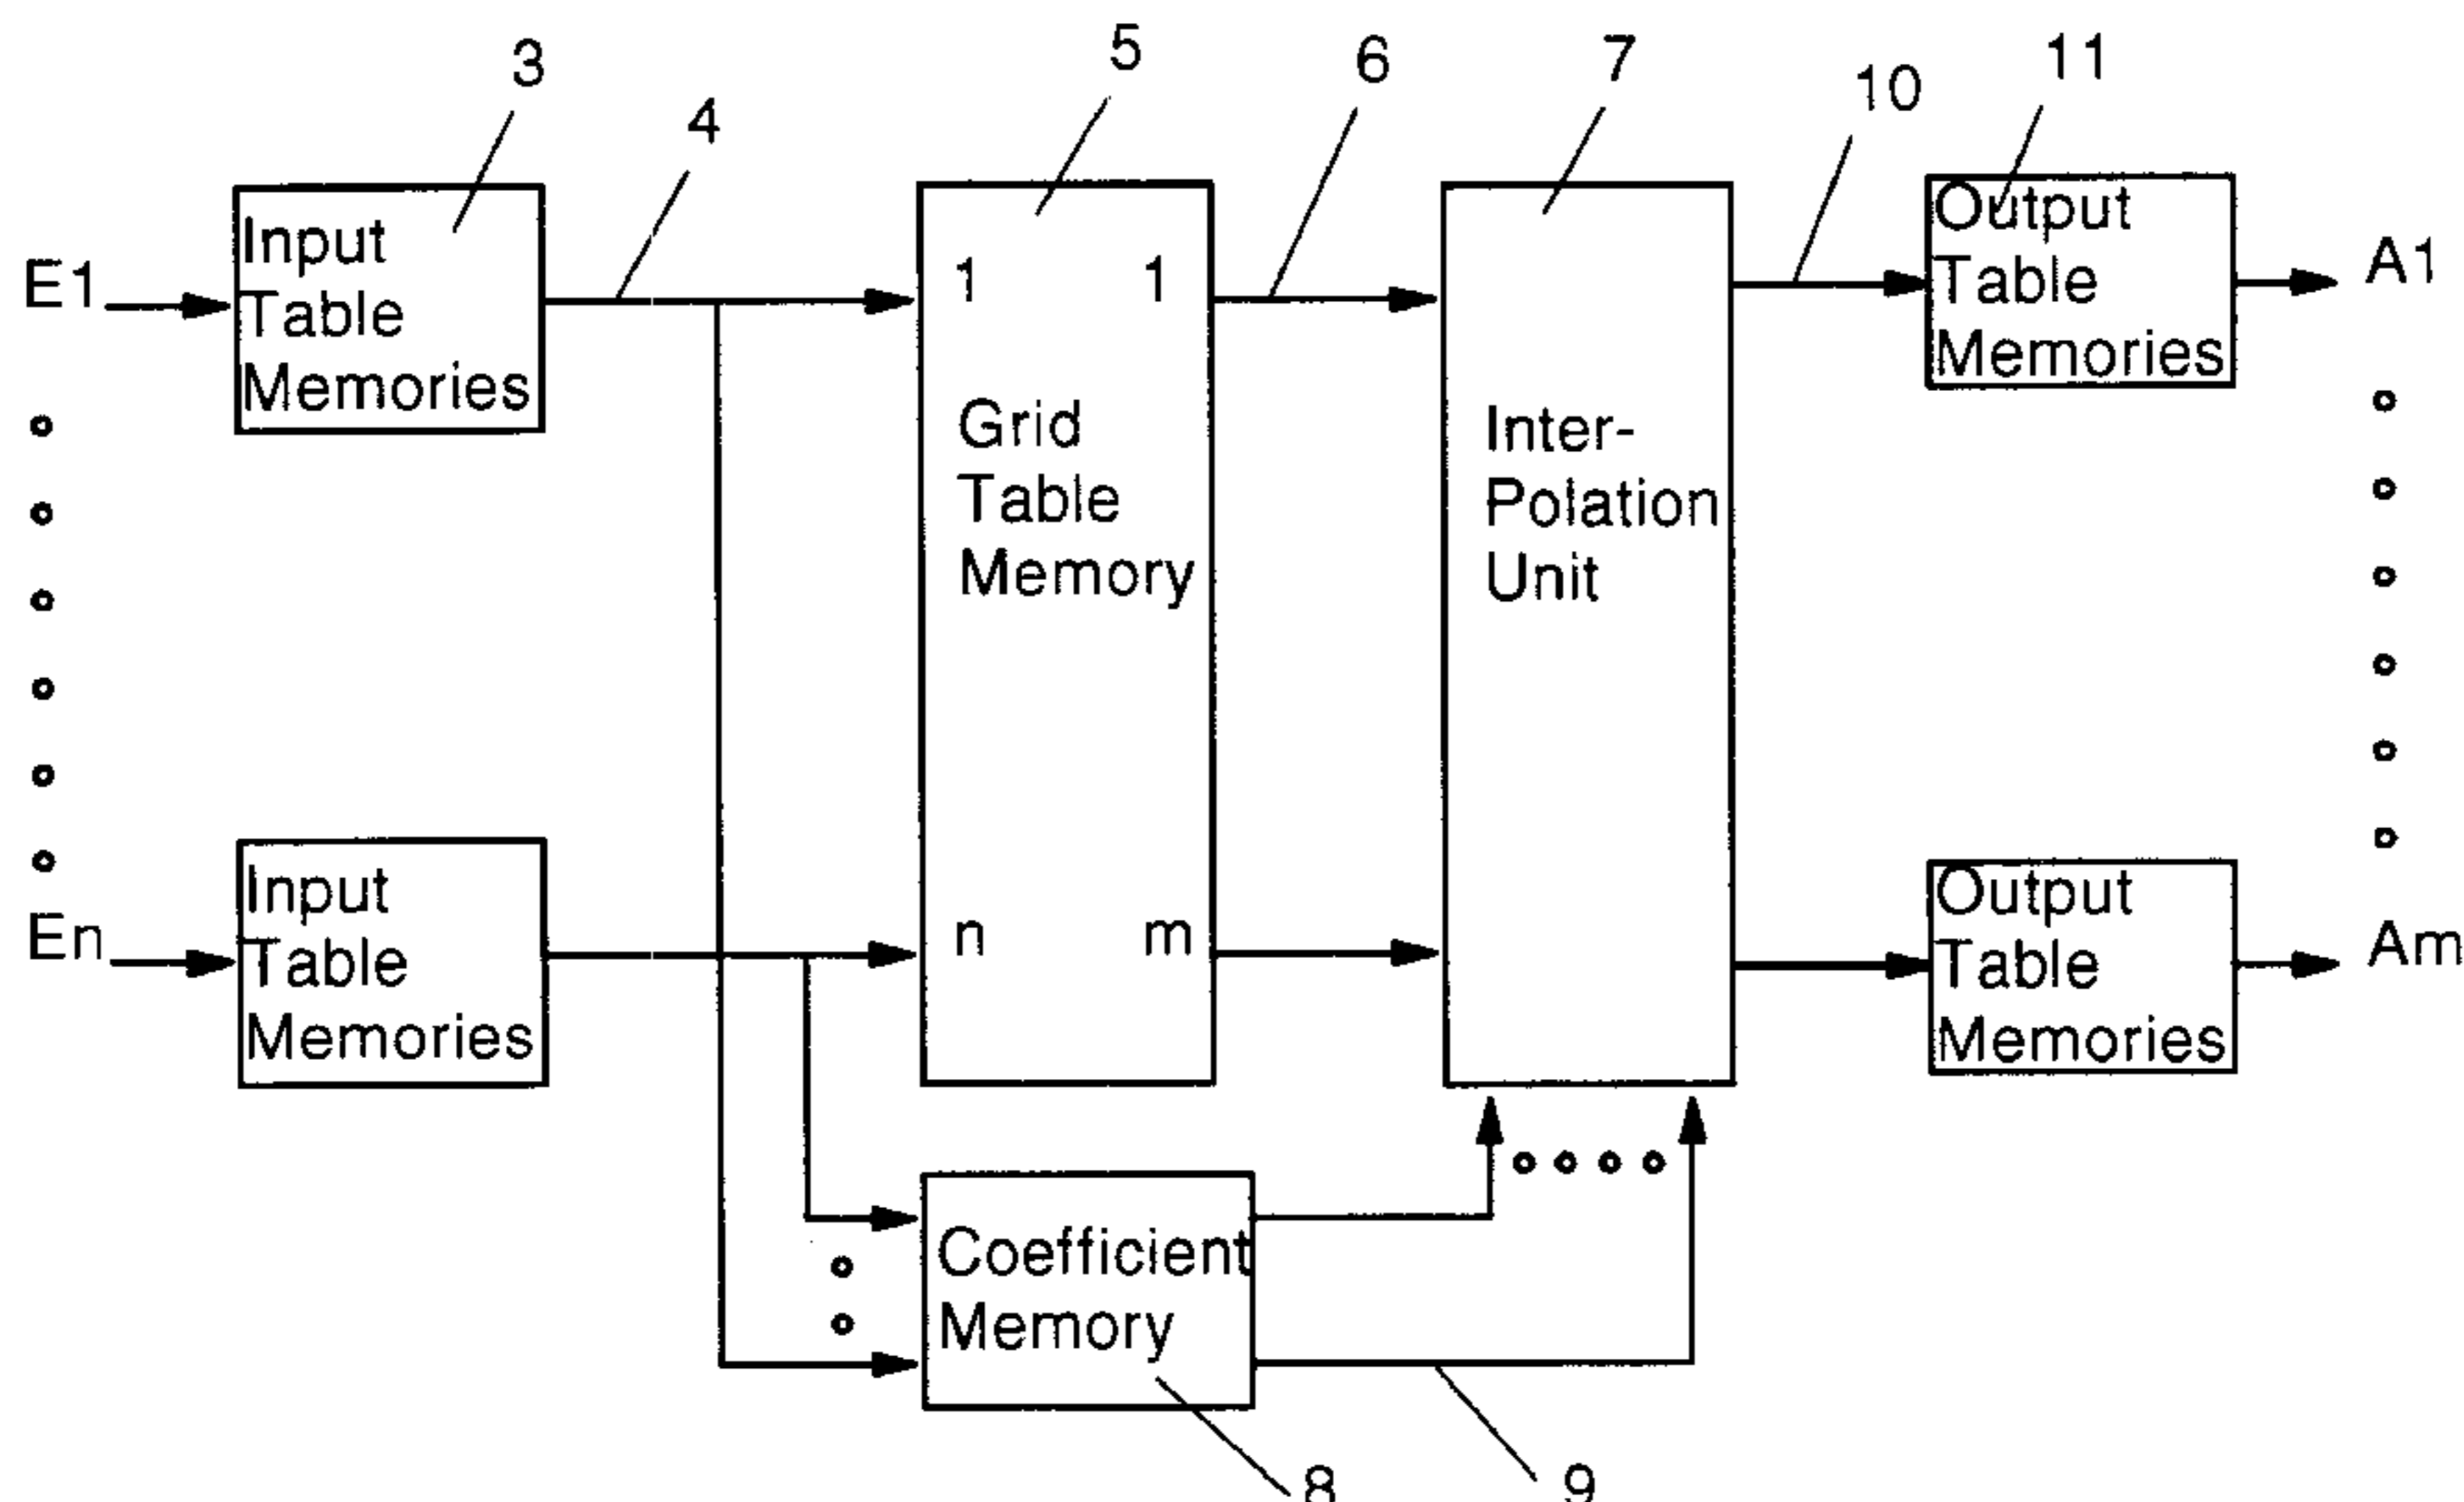 3
4
5
6
7
10
11
E1
Input
Table
Memories
1
1
Grid
Table
Memory
n
m
Inter-
Polation
Unit
Output
Table
Memories
A1
En
Input
Table
Memories
Output
Table
Memories
Am
Coefficient
Memory
8
9